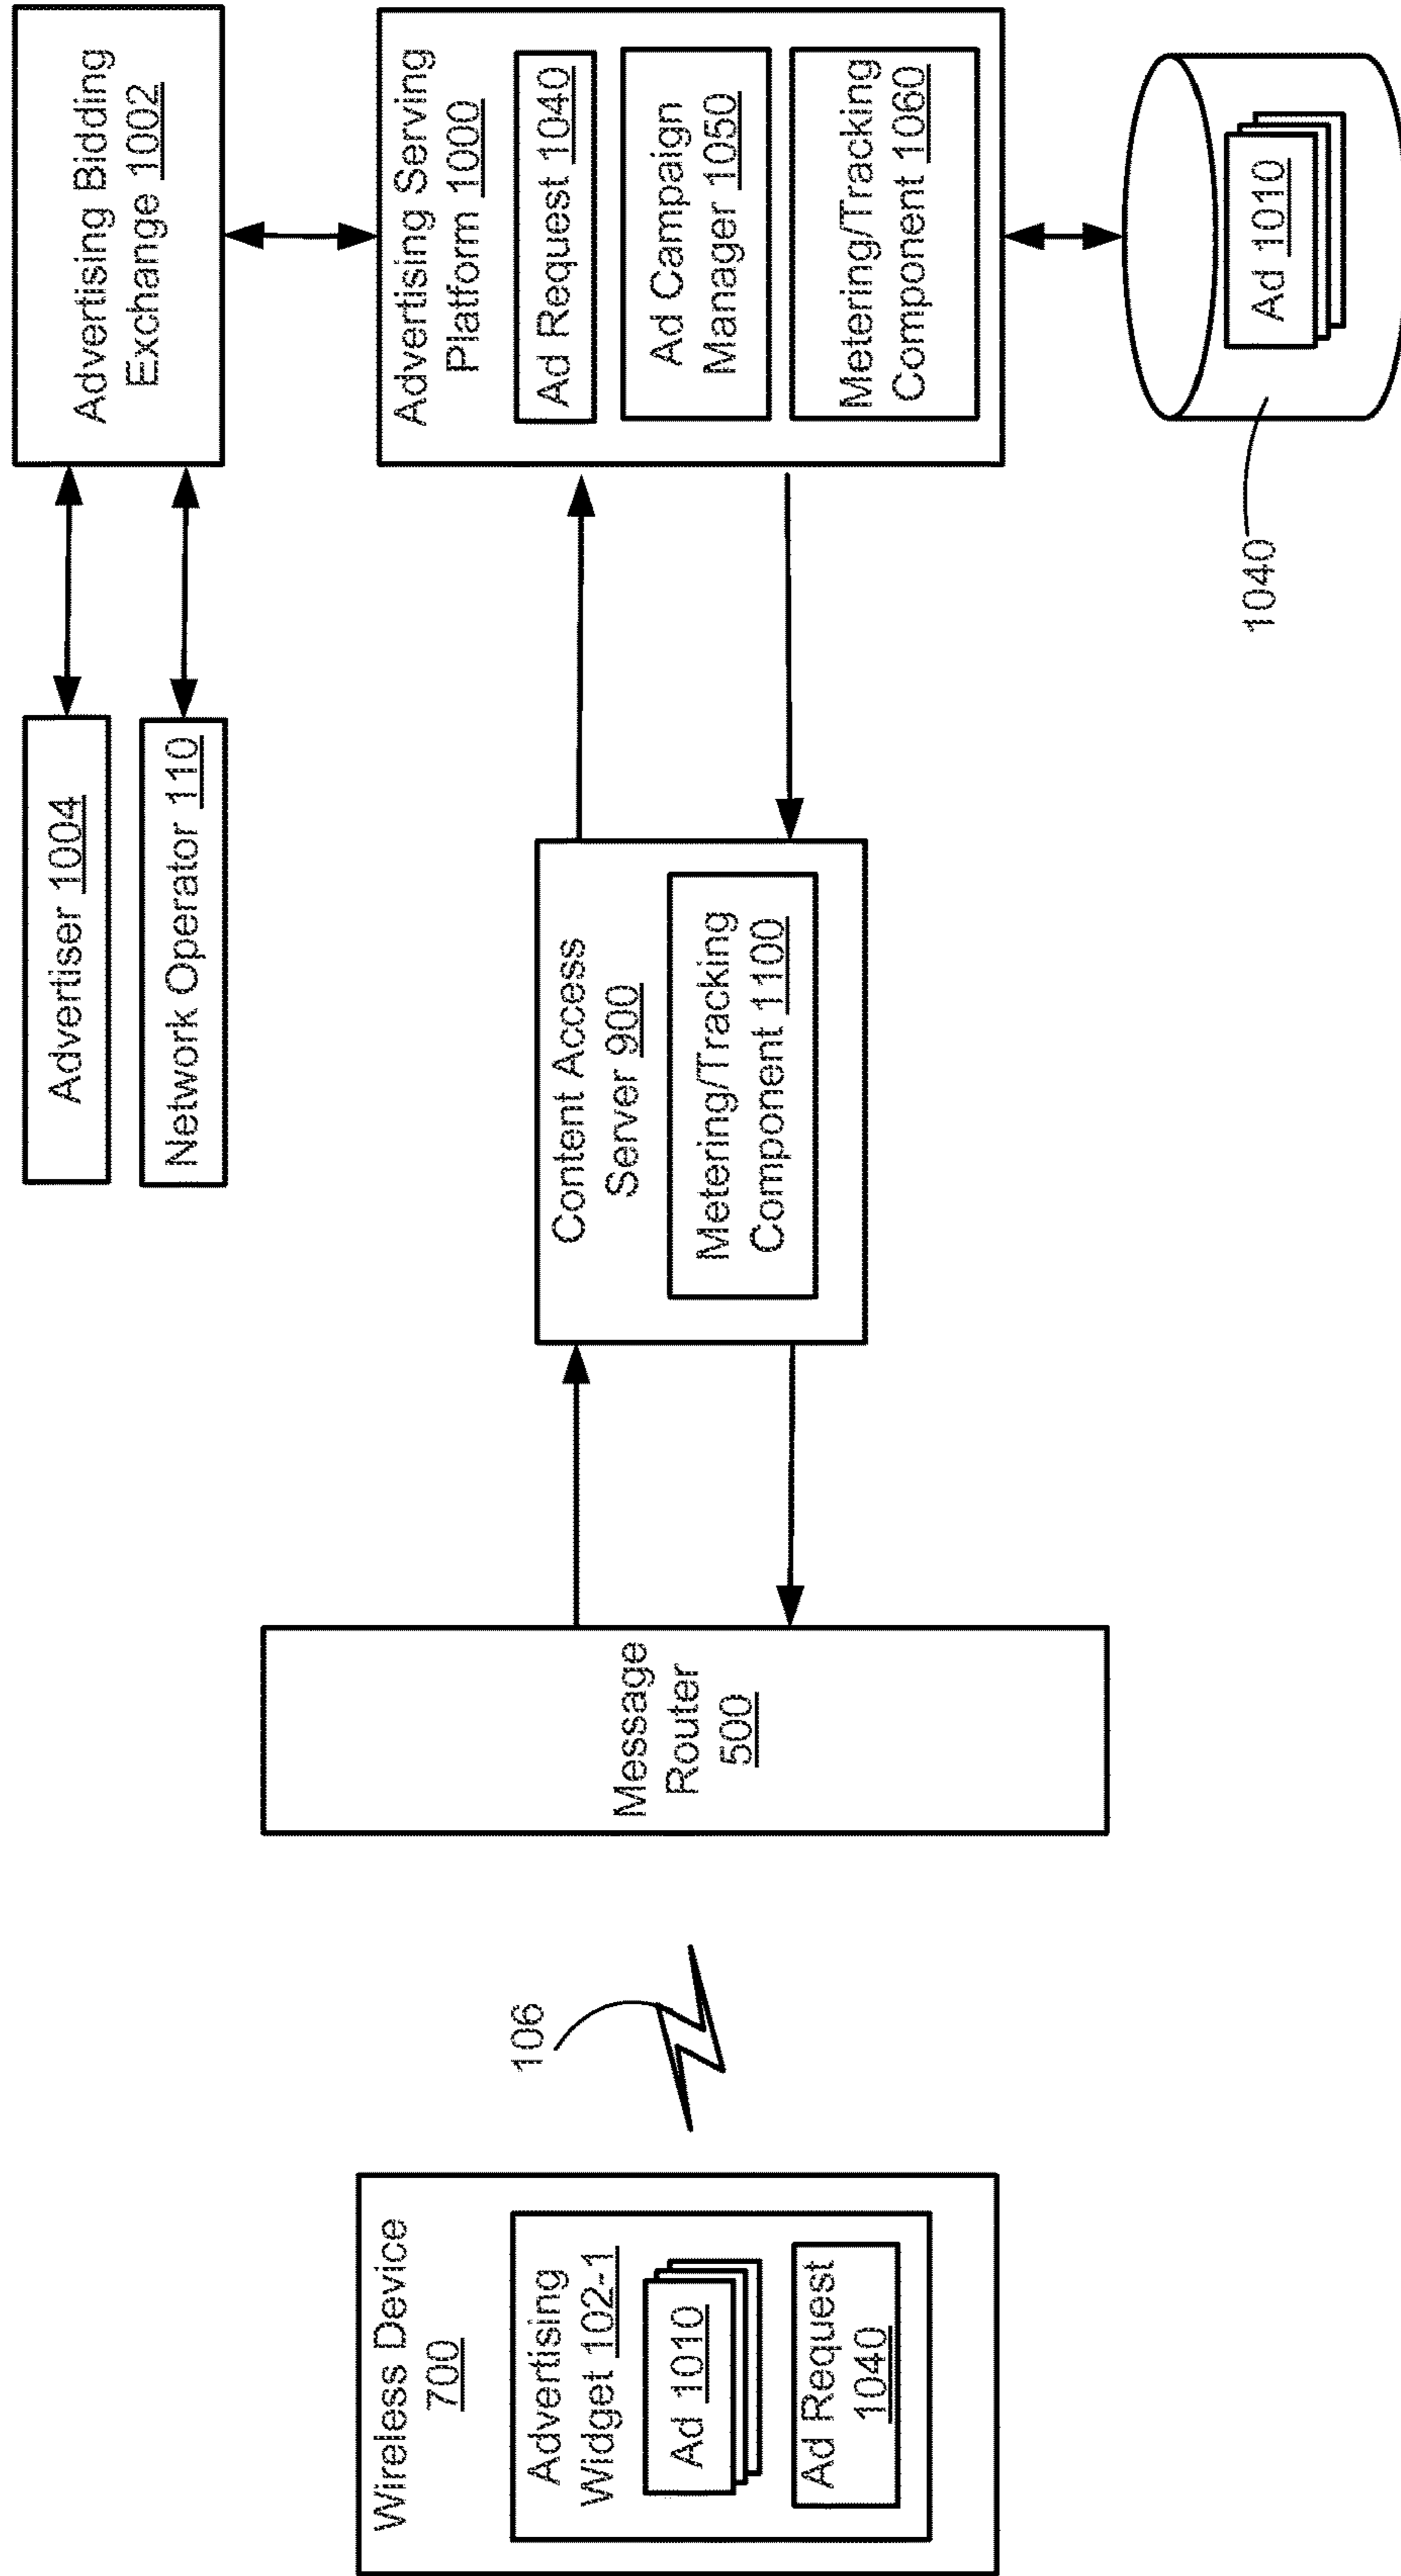 Wireless Device
700
Advertising
Widget 102-1
Ad 1010
Ad Request
1040
106
Message
Router
500
Content Access
Server 900
Metering/Tracking
Component 1100
Advertiser 1004
Network Operator 110
Advertising Bidding
Exchange 1002
Advertising Serving
Platform 1000
Ad Request 1040
Ad Campaign
Manager 1050
Metering/Tracking
Component 1060
1040
Ad 1010